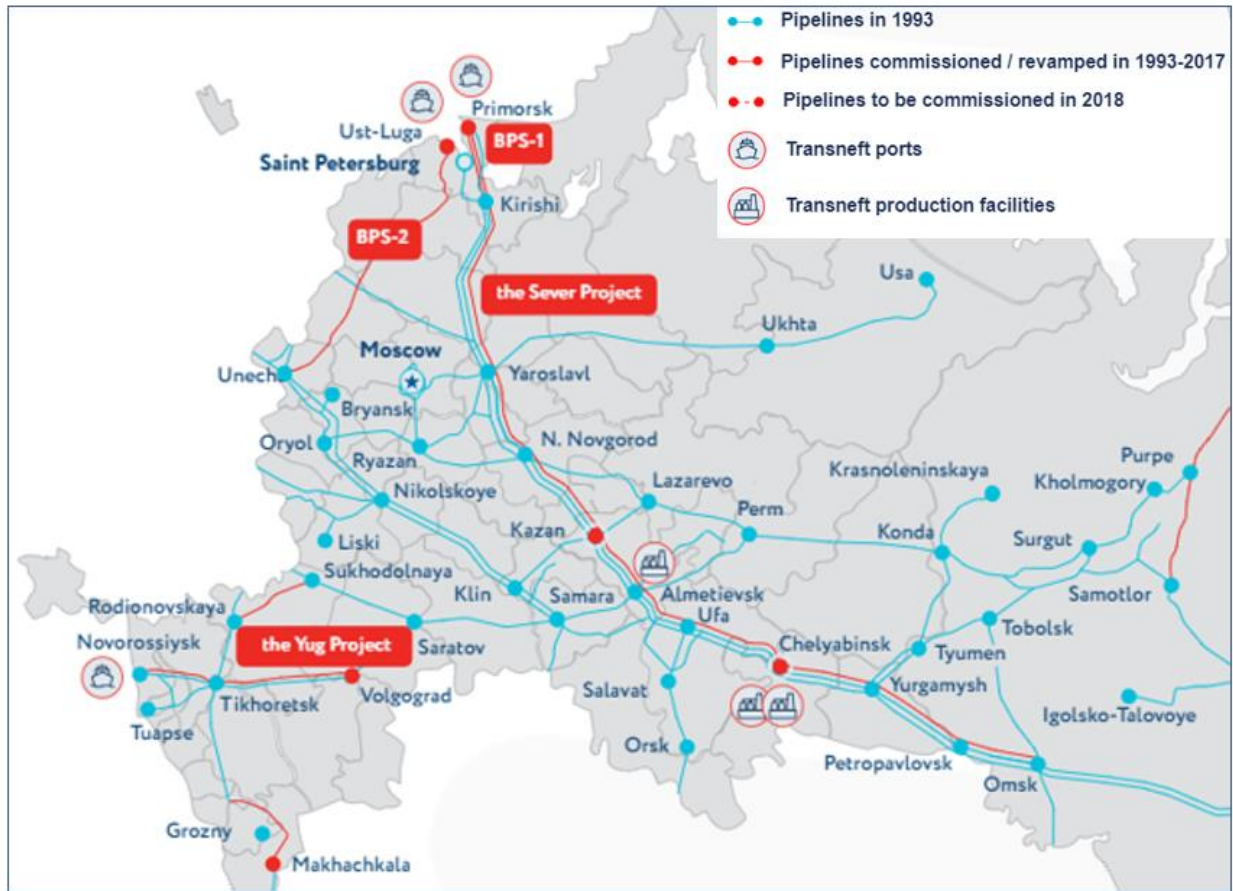 Pipelines in 1993
Pipelines commissioned / revamped in 1993-2017
Pipelines to be commissioned in 2018
Transneft ports
Transneft production facilities
Primorsk
Ust-Luga
BPS-1
Saint Petersburg
Kirishi
BPS-2
the Sever Project
Usa
Ukhta
Moscow
Yaroslavl
Unech
Bryansk
Oryol
Ryazan
N. Novgorod
Krasnoleninskaya
Purpe
Kholmogory
Nikolskoye
Lazarevo
Perm
Kazan
Konda
Surgut
Liski
Sukhodolnaya
Klin
Samara
Almetievsk
Samotlor
Rodionovskaya
Ufa
Tobolsk
Novorossiysk
the Yug Project
Saratov
Chelyabinsk
Tyumen
Volgograd
Salavat
Yurgamysh
Tikhoretsk
Igolsko-Talovoye
Tuapse
Orsk
Petropavlovsk
Omsk
Grozny
Makhachkala